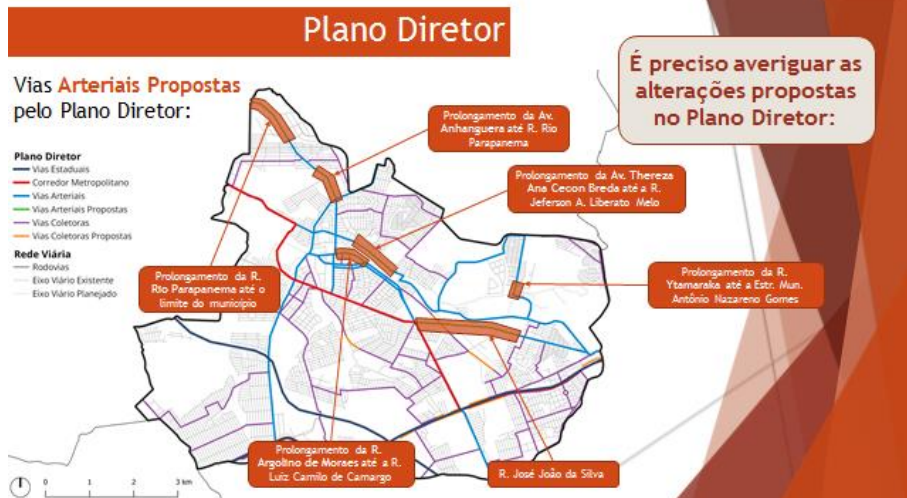 Plano Diretor
Vias Arteriais Propostas
pelo Plano Diretor:
É preciso averiguar as
alterações propostas
no Plano Diretor:
Plano Diretor
Vias Estaduais
Corredor Metropolitano
Vias Arteriais
Vias Arteriais Propostas
Vias Coletoras
Vias Coletoras Propostas
Rede Viária
Rodovias
Eixo Viário Existente
Eixo Viário Planejado
Prolongamento da Av.
Anhanguera até R. Rio
Parapanema
Prolongamento da Av. Thereza
Ana Cecon Breda até a R.
Jeferson A. Liberato Melo
Prolongamento da R.
Ytamaraka até a Estr. Mun.
Antônio Nazareno Gomes
Prolongamento da R.
Rio Parapanema até o
limite do município
Prolongamento da R.
Argolino de Moraes até a R.
Luiz Camilo de Camargo
R. José João da Silva
0 1 2 3 km